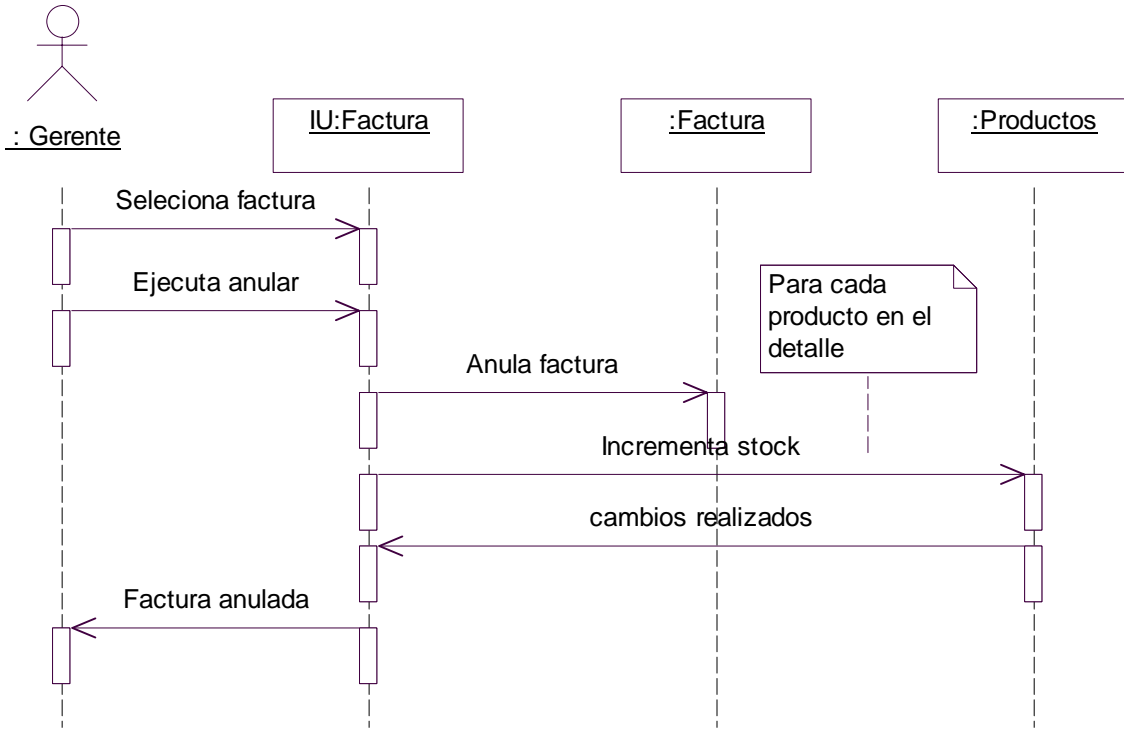 : Gerente
IU:Factura
:Factura
:Productos
Seleciona factura
Ejecuta anular
Para cada
producto en el
detalle
Anula factura
Incrementa stock
cambios realizados
Factura anulada